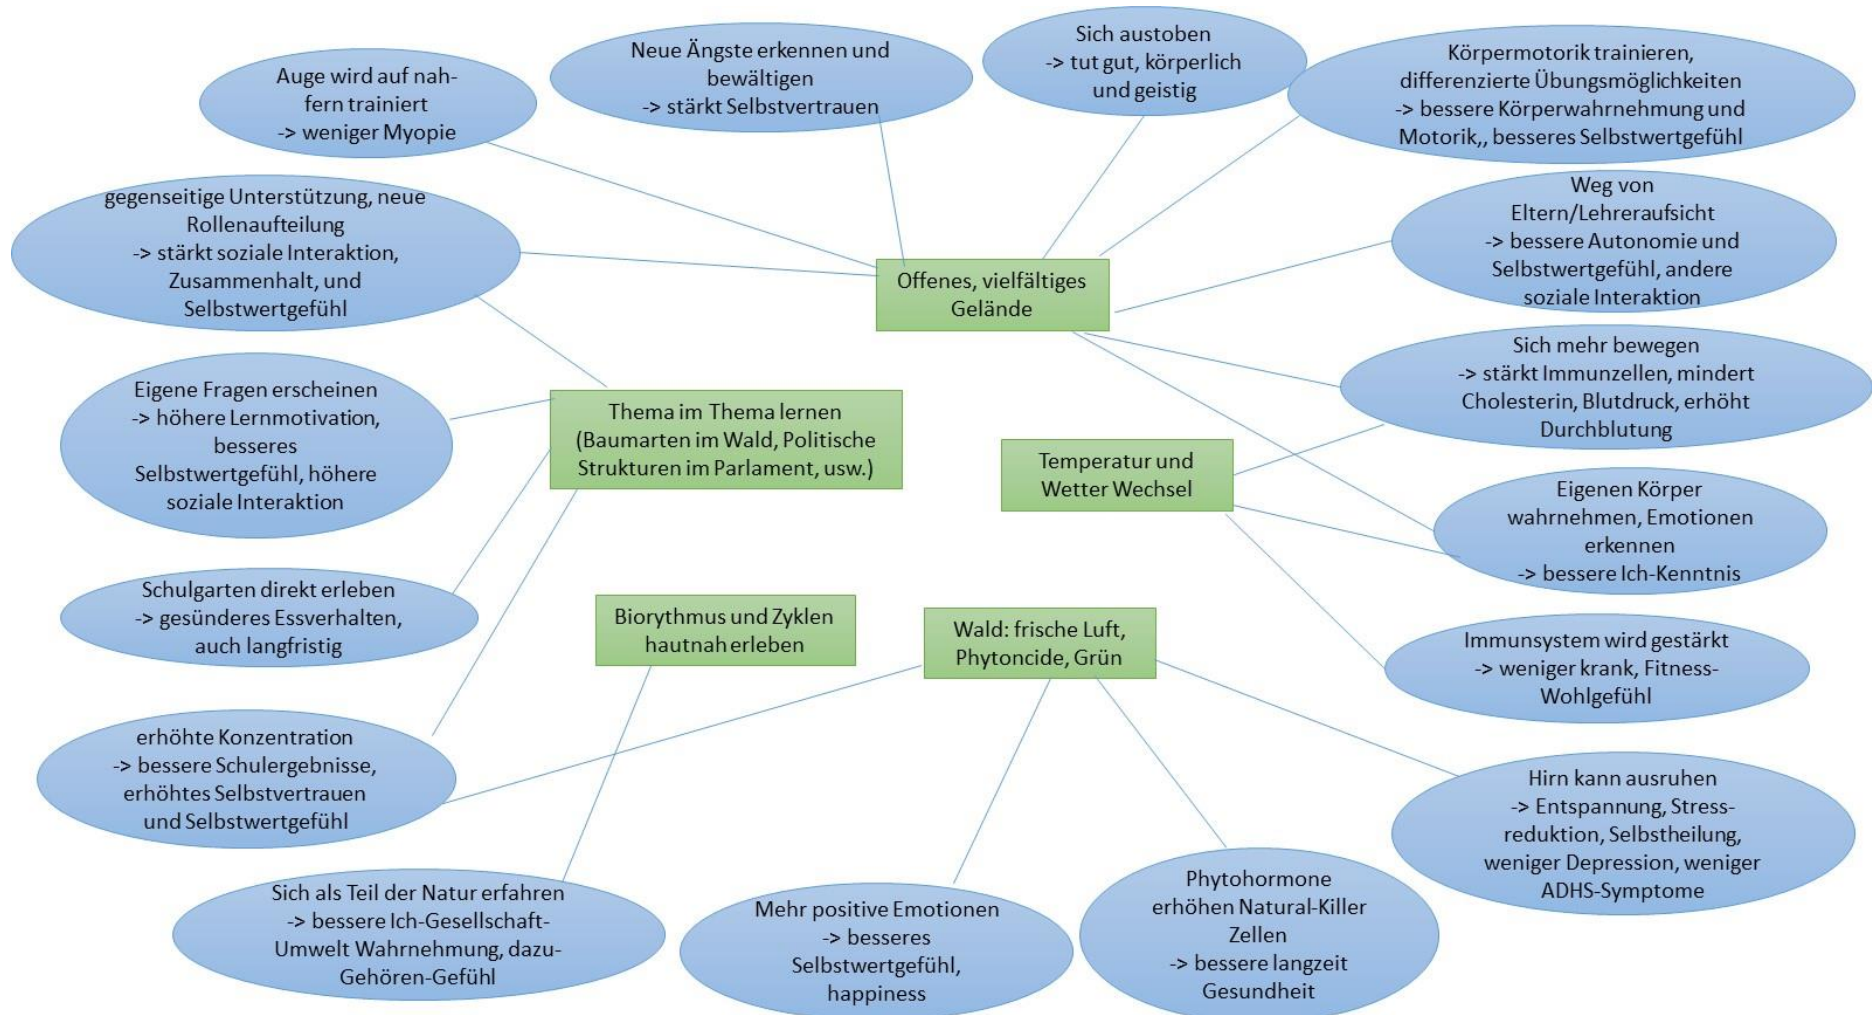 Auge wird auf nah-
fern trainiert
-> weniger Myopie
Neue Ängste erkennen und
bewältigen
-> stärkt Selbstvertrauen
Sich austoben
-> tut gut, körperlich
und geistig
Körpermotorik trainieren,
differenzierte Übungsmöglichkeiten
-> bessere Körperwahrnehmung und
Motorik,, besseres Selbstwertgefühl
gegenseitige Unterstützung, neue
Rollenaufteilung
-> stärkt soziale Interaktion,
Zusammenhalt, und
Selbstwertgefühl
Offenes, vielfältiges
Gelände
Weg von
Eltern/Lehreraufsicht
-> bessere Autonomie und
Selbstwertgefühl, andere
soziale Interaktion
Eigene Fragen erscheinen
-> höhere Lernmotivation,
besseres
Selbstwertgefühl, höhere
soziale Interaktion
Thema im Thema lernen
(Baumarten im Wald, Politische
Strukturen im Parlament, usw.)
Temperatur und
Wetter Wechsel
Sich mehr bewegen
-> stärkt Immunzellen, mindert
Cholesterin, Blutdruck, erhöht
Durchblutung
Eigenen Körper
wahrnehmen, Emotionen
erkennen
-> bessere Ich-Kenntnis
Schulgarten direkt erleben
-> gesünderes Essverhalten,
auch langfristig
Biorythmus und Zyklen
hautnah erleben
Wald: frische Luft,
Phytoncide, Grün
Immunsystem wird gestärkt
-> weniger krank, Fitness-
Wohlgefühl
erhöhte Konzentration
-> bessere Schulergebnisse,
erhöhtes Selbstvertrauen
und Selbstwertgefühl
Hirn kann ausruhen
-> Entspannung, Stress-
reduktion, Selbstheilung,
weniger Depression, weniger
ADHS-Symptome
Sich als Teil der Natur erfahren
-> bessere Ich-Gesellschaft-
Umwelt Wahrnehmung, dazu-
Gehören-Gefühl
Mehr positive Emotionen
-> besseres
Selbstwertgefühl,
happiness
Phytohormone
erhöhen Natural-Killer
Zellen
-> bessere langzeit
Gesundheit